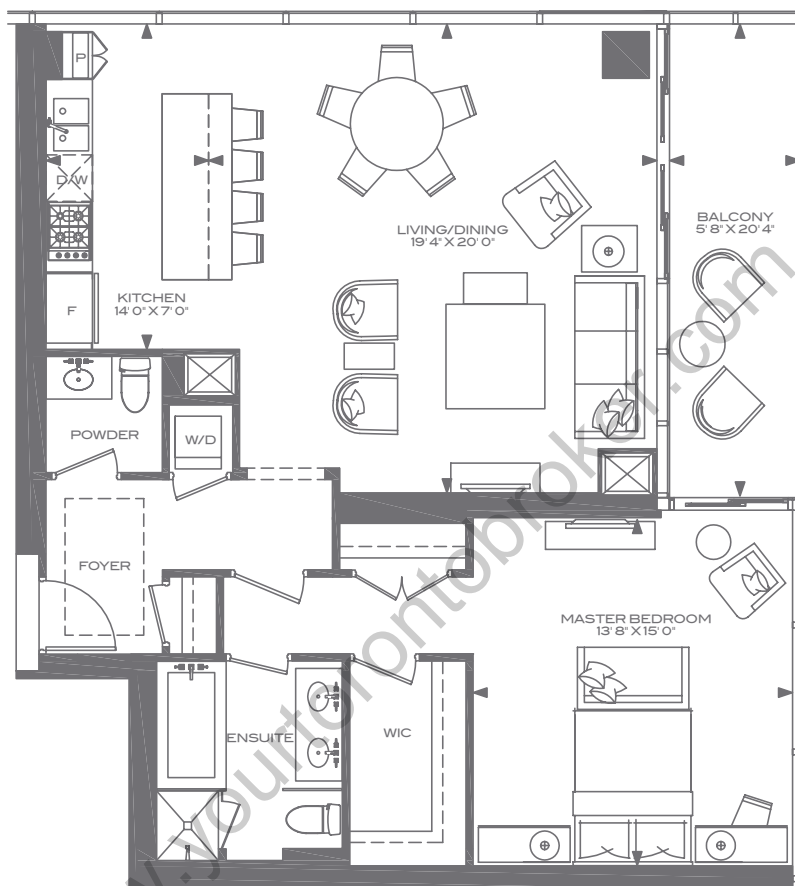 P
D/W
F
KITCHEN
14' 0" X 7' 0"
LIVING/DINING
19' 4" X 20' 0"
BALCONY
5' 8" X 20' 4"
POWDER
W/D
FOYER
MASTER BEDROOM
13' 8" X 15' 0"
ENSUITE
WIC
w.yourtorontobroker.com